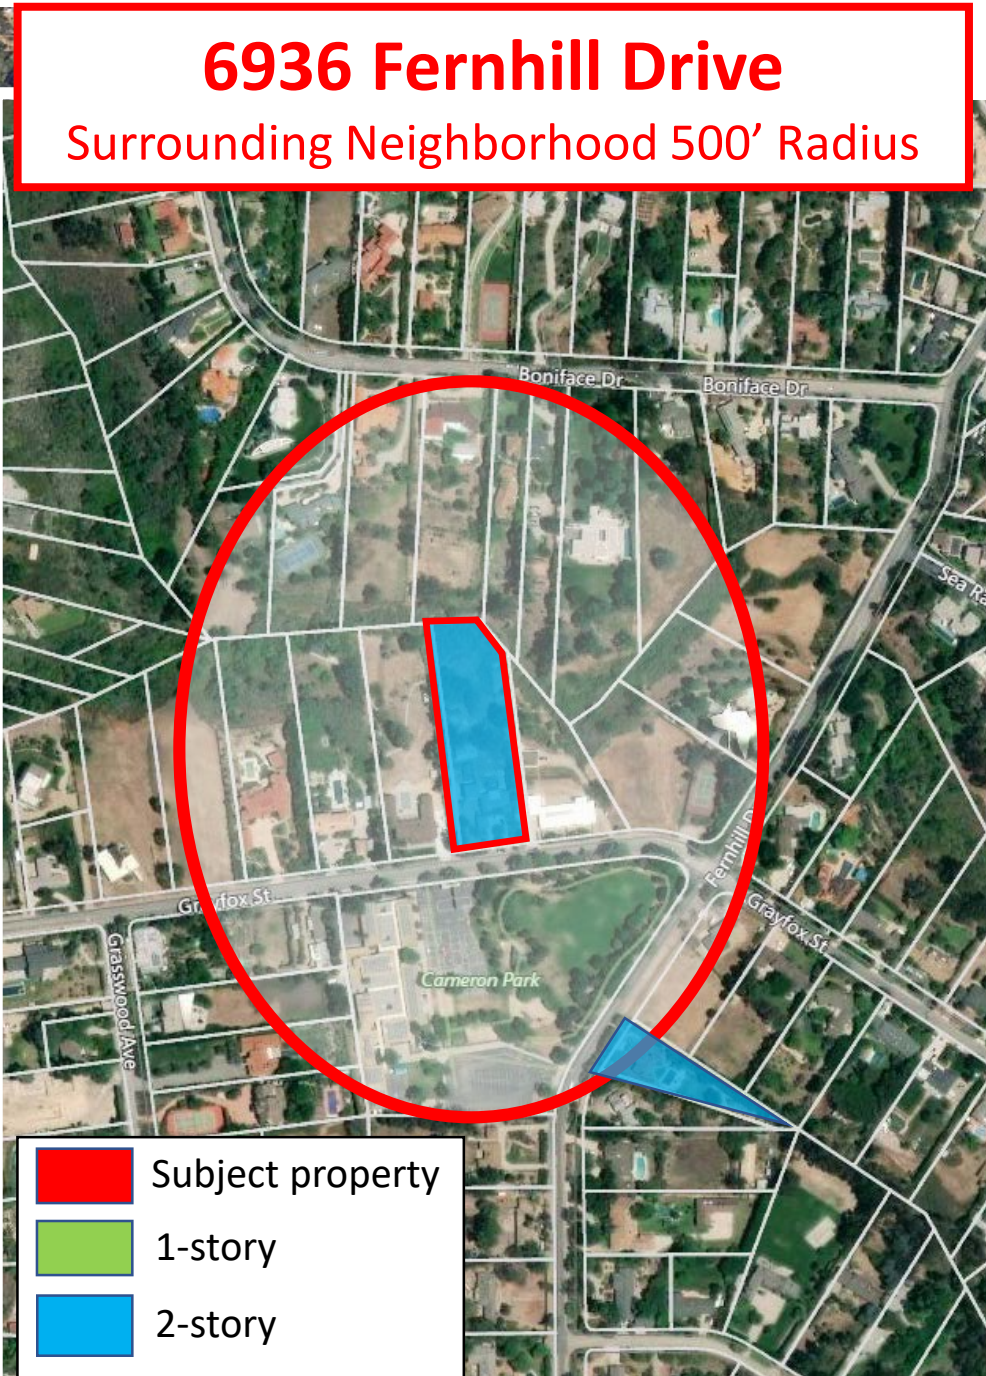 6936 Fernhill Drive
Surrounding Neighborhood 500’ Radius
Boniface Dr
Boniface Dr
Fernhill D
Grayfox St
Grayfox St
Grasswood Ave
Cameron Park
Subject property
1-story
2-story